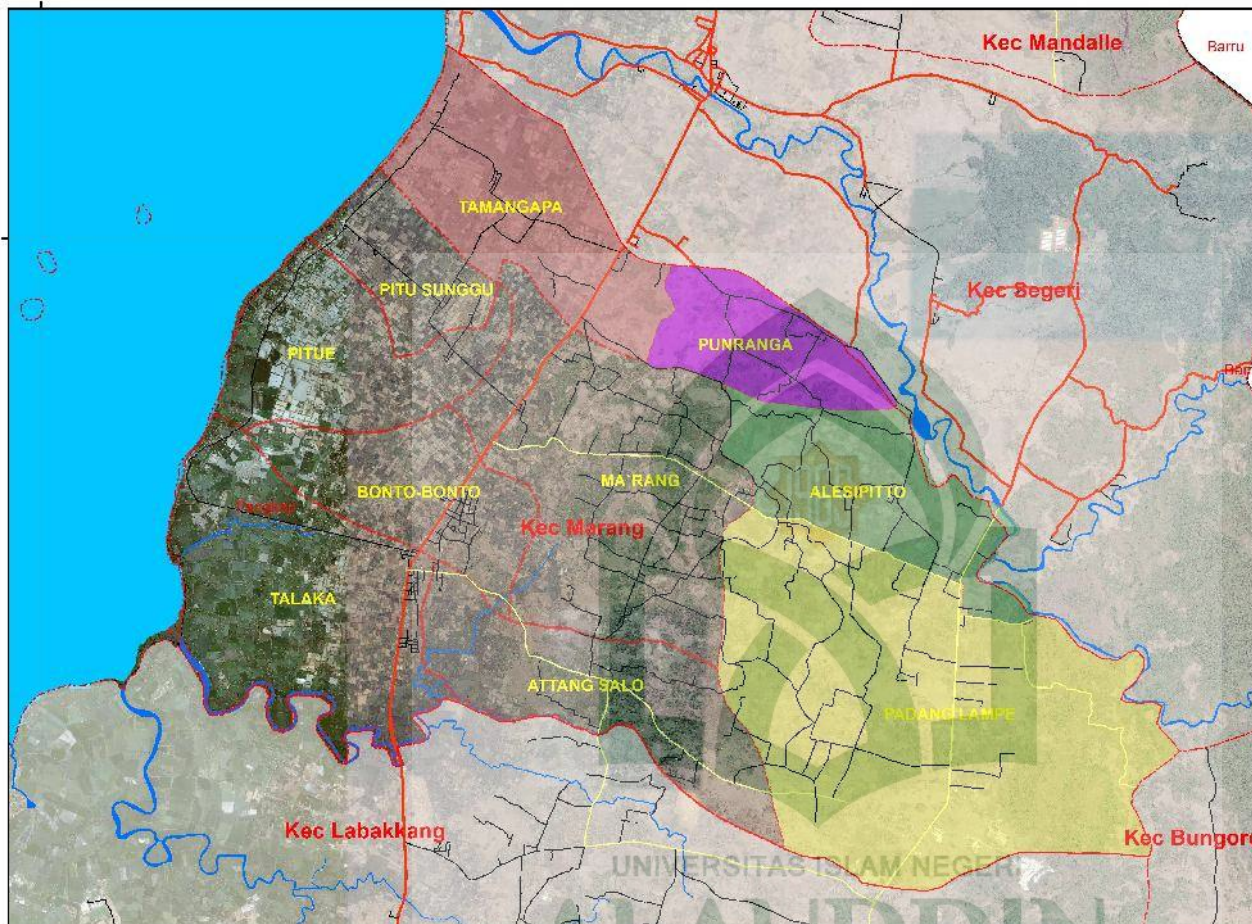 Kec Mandalle
Barru
TAMANGAPA
PITU SUNGGU
Kec Segeri
PITUE
PUNRANGA
BONTO-BONTO
MA`RANG
ALESIPITTO
Kec Marang
TALAKA
ATTANG SALO
PADANG LAMPE
Kec Labakkang
Kec Bungoro
UNIVERSITAS ISLAM NEGERI
ALAUDDIN